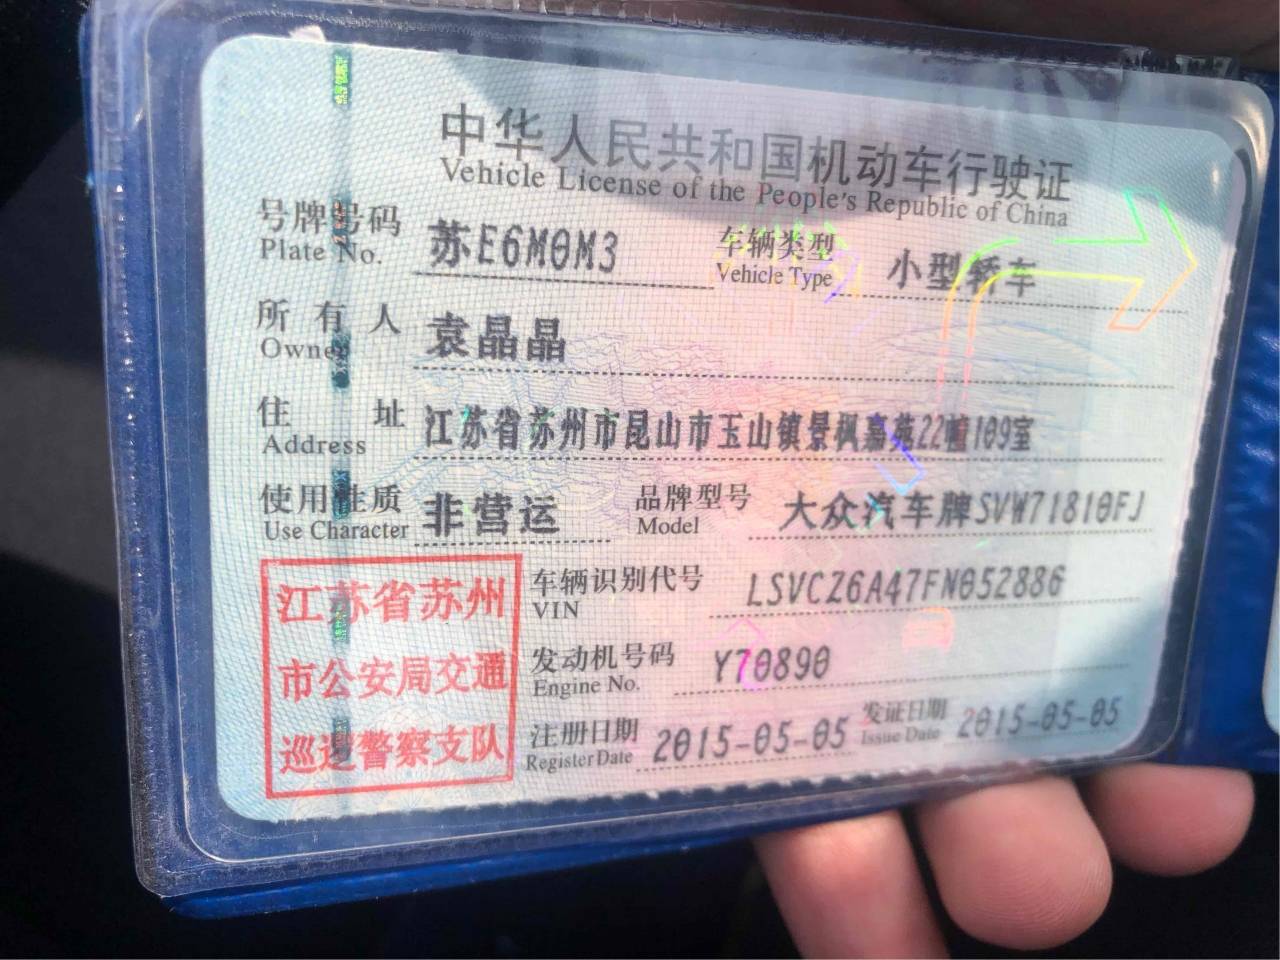 中华人民共和国机动车行驶证
Vehicle License of the People's Republic of China
号牌号码 苏E6M0M3 车辆类型 小型轿车
Plate No. Vehicle Type
所有人 袁晶晶
Owner
住址 江苏省苏州市昆山市玉山镇景枫嘉苑22幢109室
Address
使用性质 非营运 品牌型号 大众汽车牌SVW71810FJ
Use Character Model
江苏省苏州
市公安局交通
巡逻警察支队
车辆识别代号 LSVCZ6A47FN052886
VIN
发动机号码 Y70890
Engine No.
注册日期 2015-05-05 发证日期 2015-05-05
Register Date Issue Date